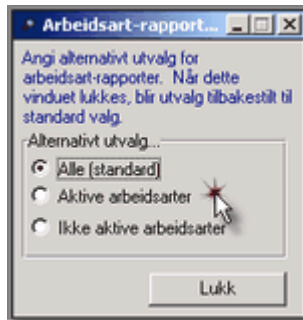 Arbeidsart-rapport...
Angi alternativt utvalg for
arbeidsart-rapporter. Når dette
vinduet lukkes, blir utvalg tilbakestilt til
standard valg.
Alternativt utvalg...
Alle (standard)
Aktive arbeidsarter
Ikke aktive arbeidsarter
Lukk